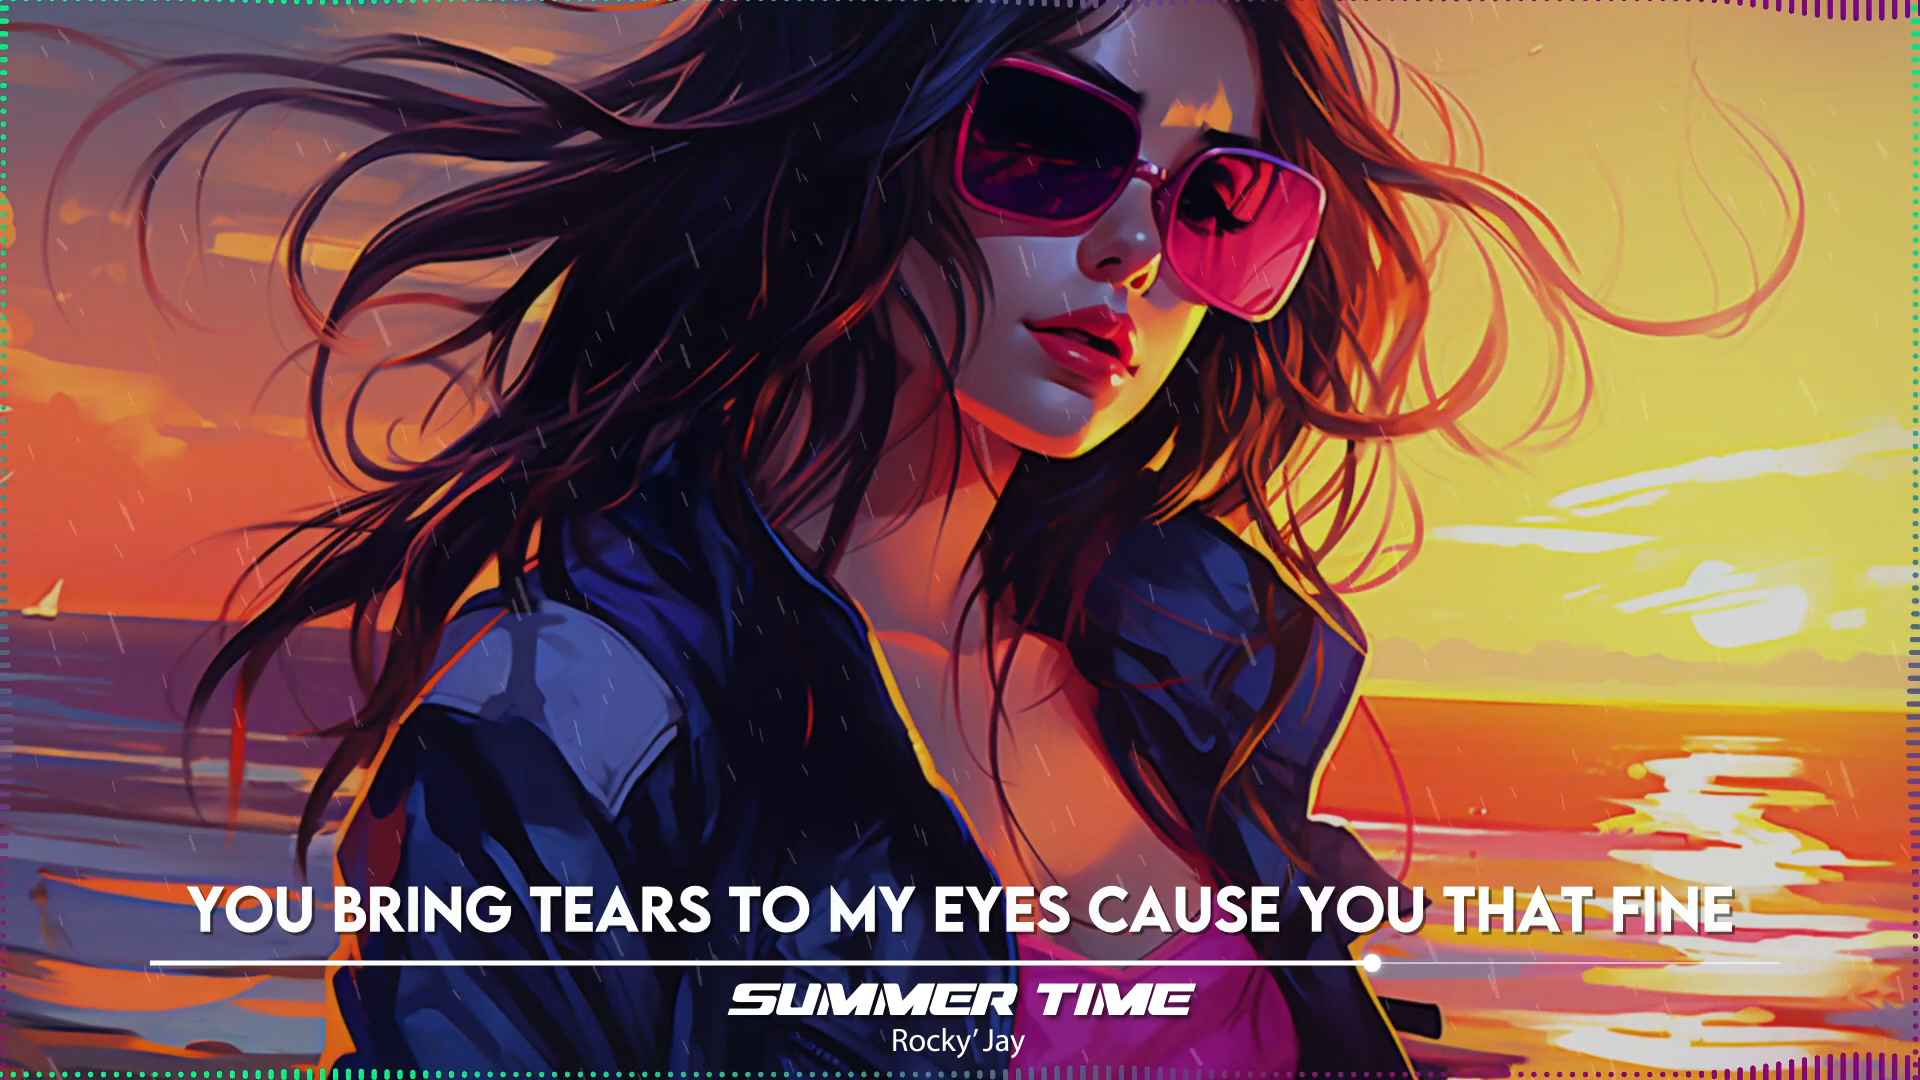 YOU BRING TEARS TO MY EYES CAUSE YOU THAT FINE
SUMMER TIME
Rocky' Jay